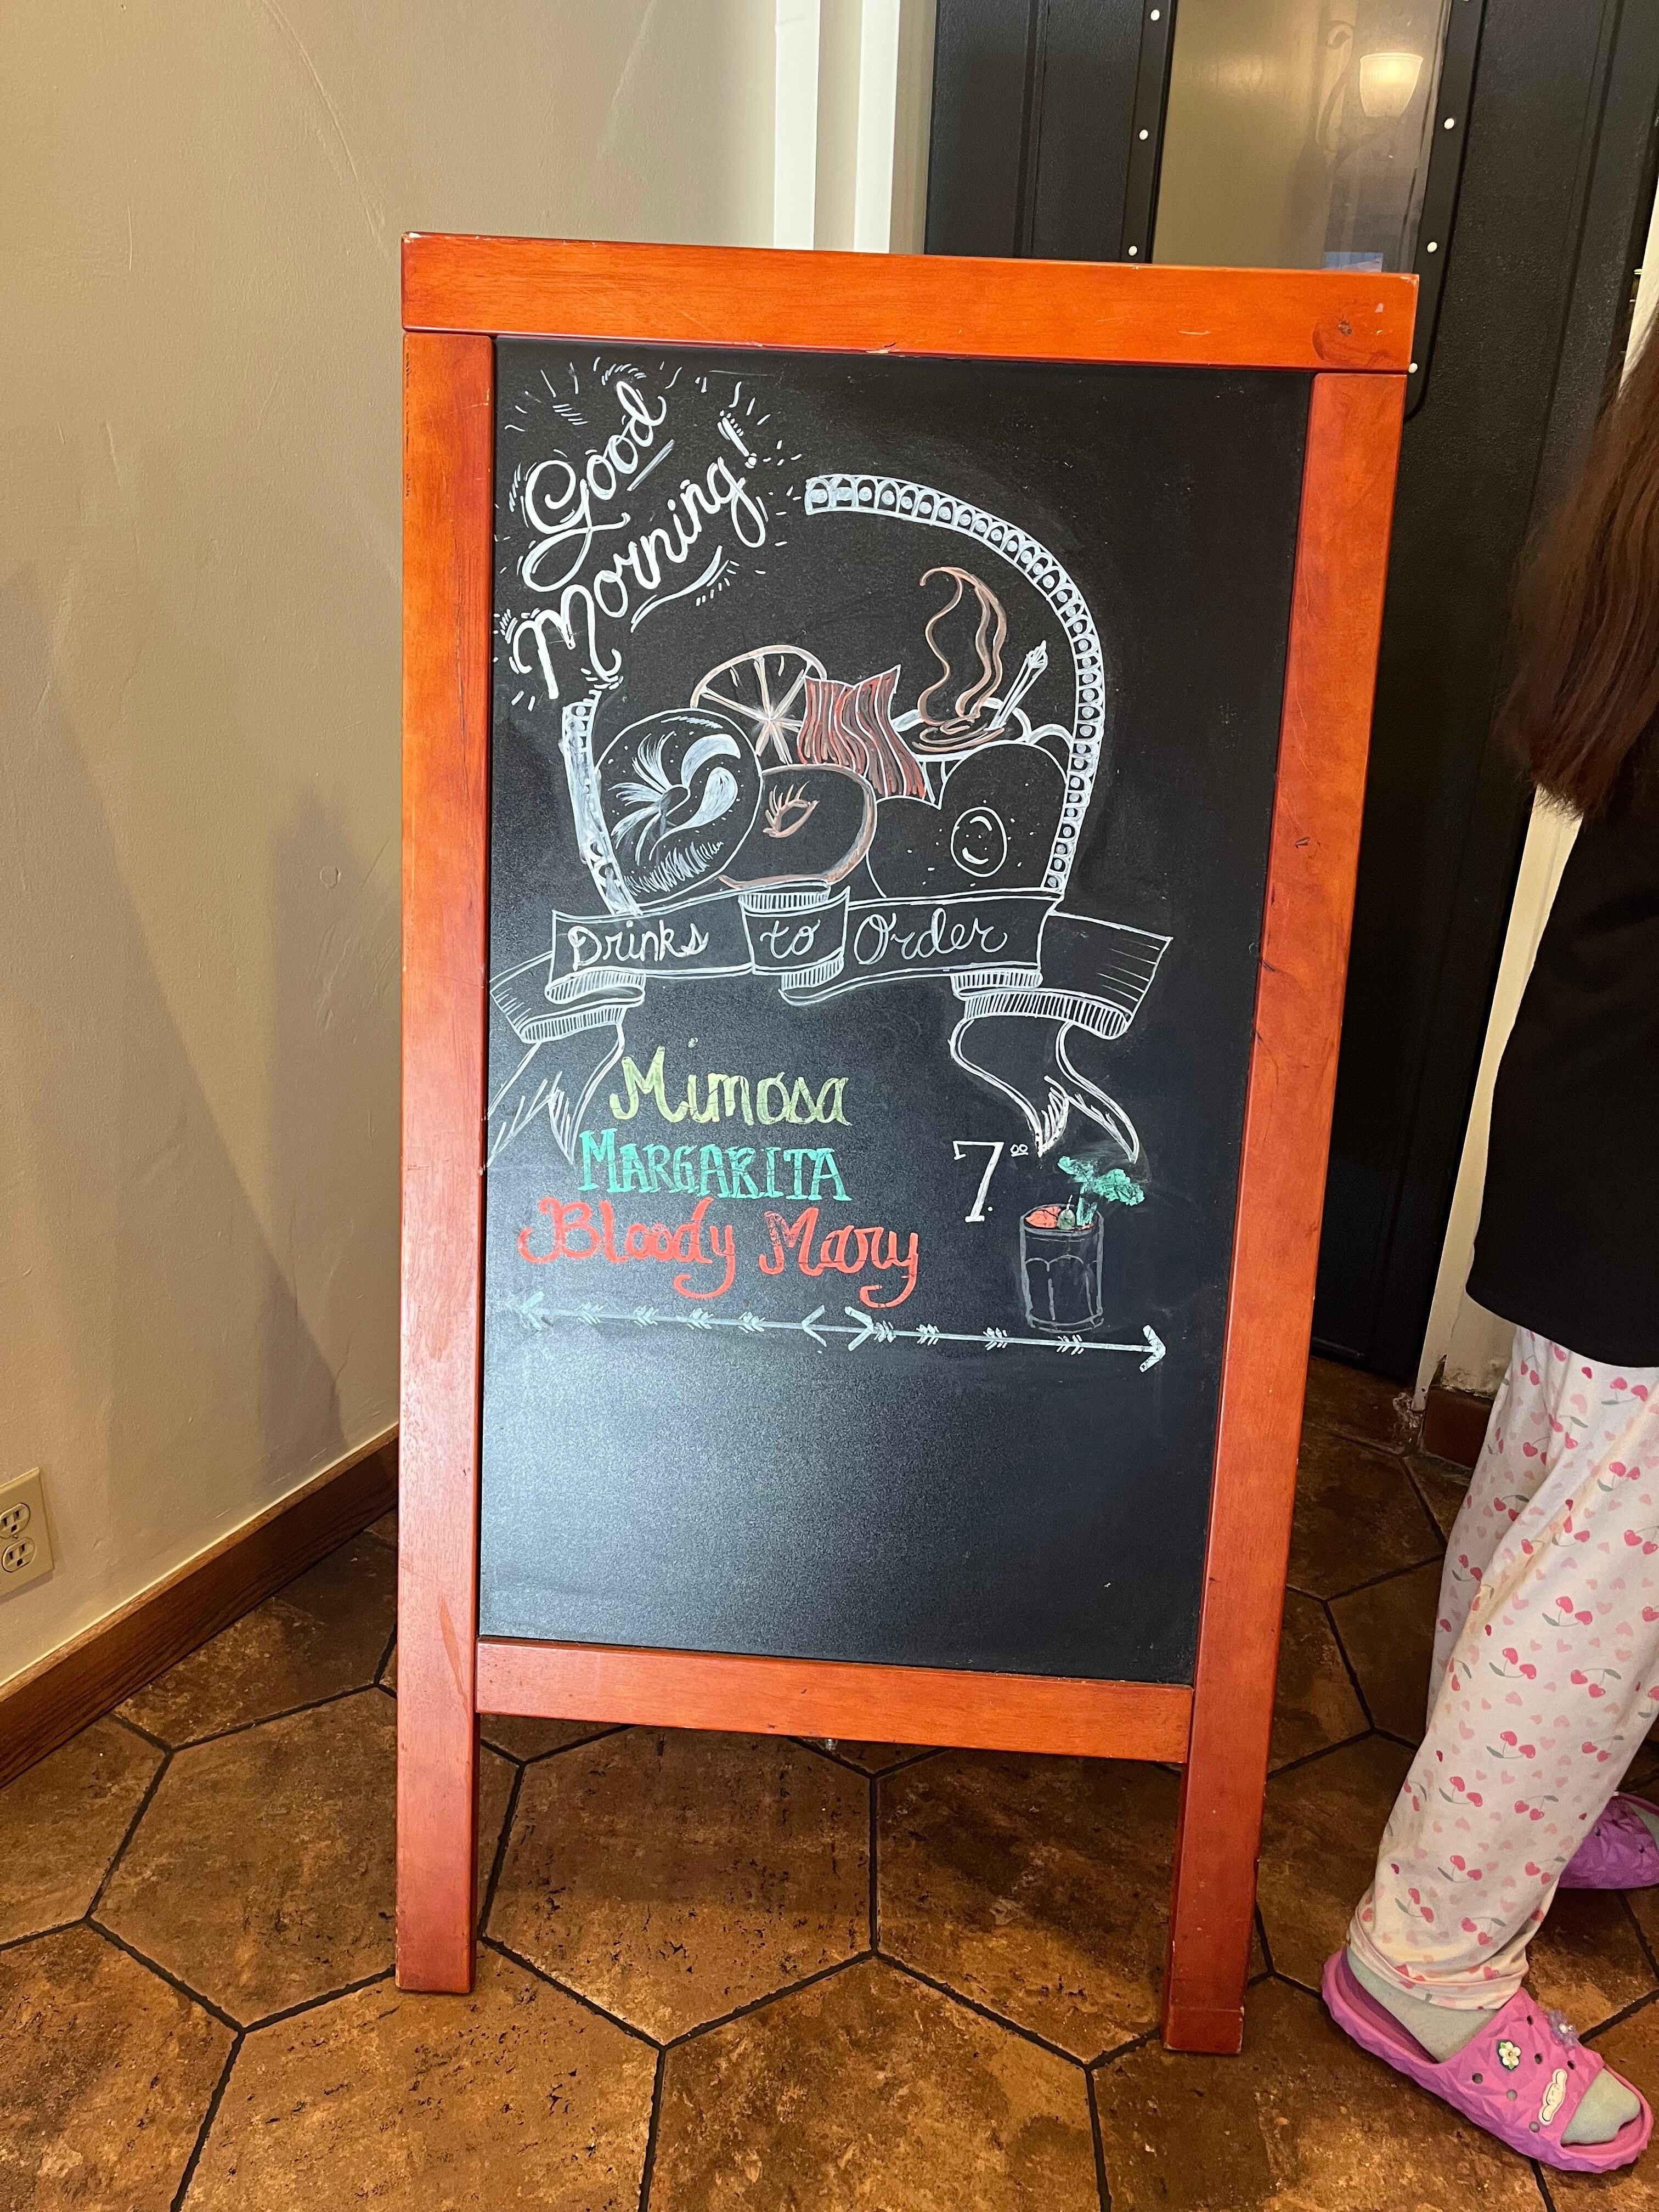 Good
Morning!
Drinks to Order
Mimosa
MARGARITA
7.00
Bloody Mary